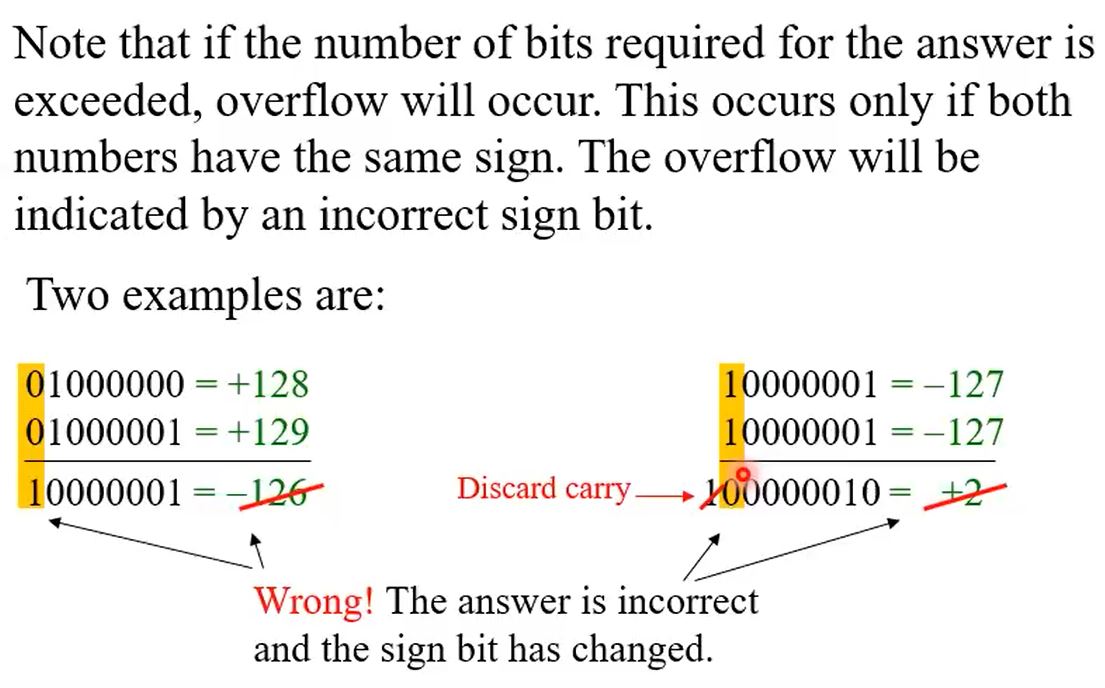 Note that if the number of bits required for the answer is
exceeded, overflow will occur. This occurs only if both
numbers have the same sign. The overflow will be
indicated by an incorrect sign bit.
Two examples are:
01000000 = +128
01000001 = +129
10000001 = –126
10000001 = –127
10000001 = –127
Discard carry 100000010 = +2
Wrong! The answer is incorrect
and the sign bit has changed.